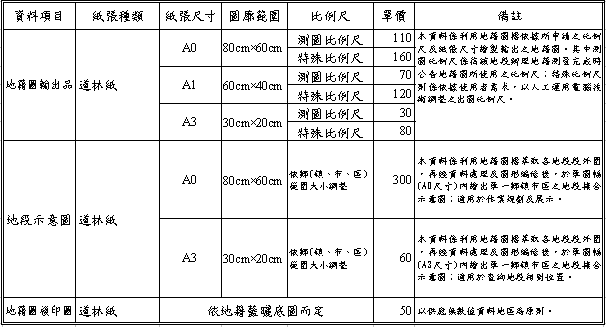 資料項目 紙張種類 紙張尺寸 圖廓範圍 比例尺 單價 備註
地籍圖輸出品 道林紙 A0 80cm×60cm 測圖比例尺 110
特殊比例尺 160
A1 60cm×40cm 測圖比例尺 70
特殊比例尺 120
A3 30cm×20cm 測圖比例尺 30
特殊比例尺 80
本資料係利用地籍圖檔依據所申請之比例
尺及紙張尺寸繪製輸出之地籍圖。其中測
圖比例尺係指該地段辦理地籍測量完成時
公告地籍圖所使用之比例尺；特殊比例尺
則係依據使用者需求，以人工運用電腦技
術調整之出圖比例尺。
地段示意圖 道林紙 A0 80cm×60cm 依鄉(鎮、市、區)
範圍大小調整 300
本資料係利用地籍圖檔萃取各地段段外圍
，再經資料處理及圖形編修後，於單圖幅
(A0尺寸)內繪出單一鄉鎮市區之地段接合
示意圖；適用於作業規劃及展示。
A3 30cm×20cm 依鄉(鎮、市、區)
範圍大小調整 60
本資料係利用地籍圖檔萃取各地段段外圍
，再經資料處理及圖形編修後，於單圖幅
(A3尺寸)內繪出單一鄉鎮市區之地段接合
示意圖；適用於查詢地段相對位置。
地籍圖複印圖 道林紙 依地籍藍曬底圖而定 50 以供應無數值資料地區為原則。